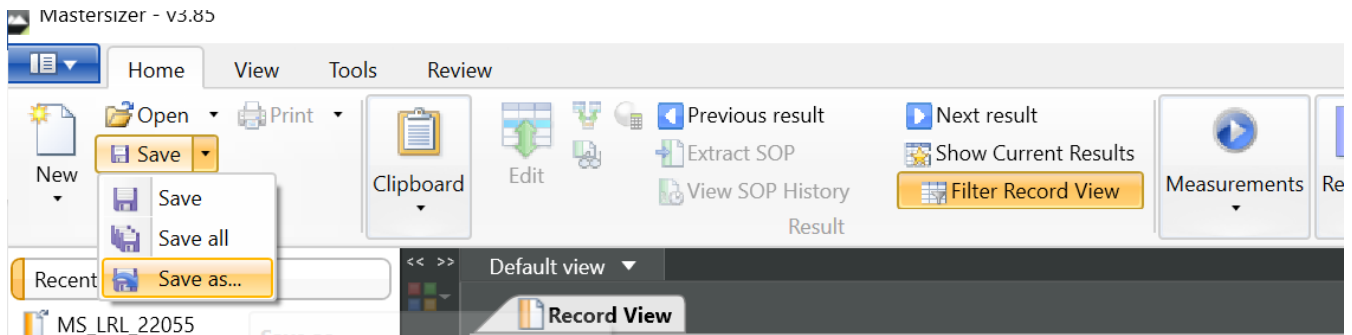 Mastersizer - v3.85
Home View Tools Review
Open Print Previous result Next result
Save Extract SOP Show Current Results
New Clipboard Edit View SOP History Filter Record View Measurements Re
Result
Save
Save all
Save as...
Recent << >> Default view
MS_LRL_22055 Record View